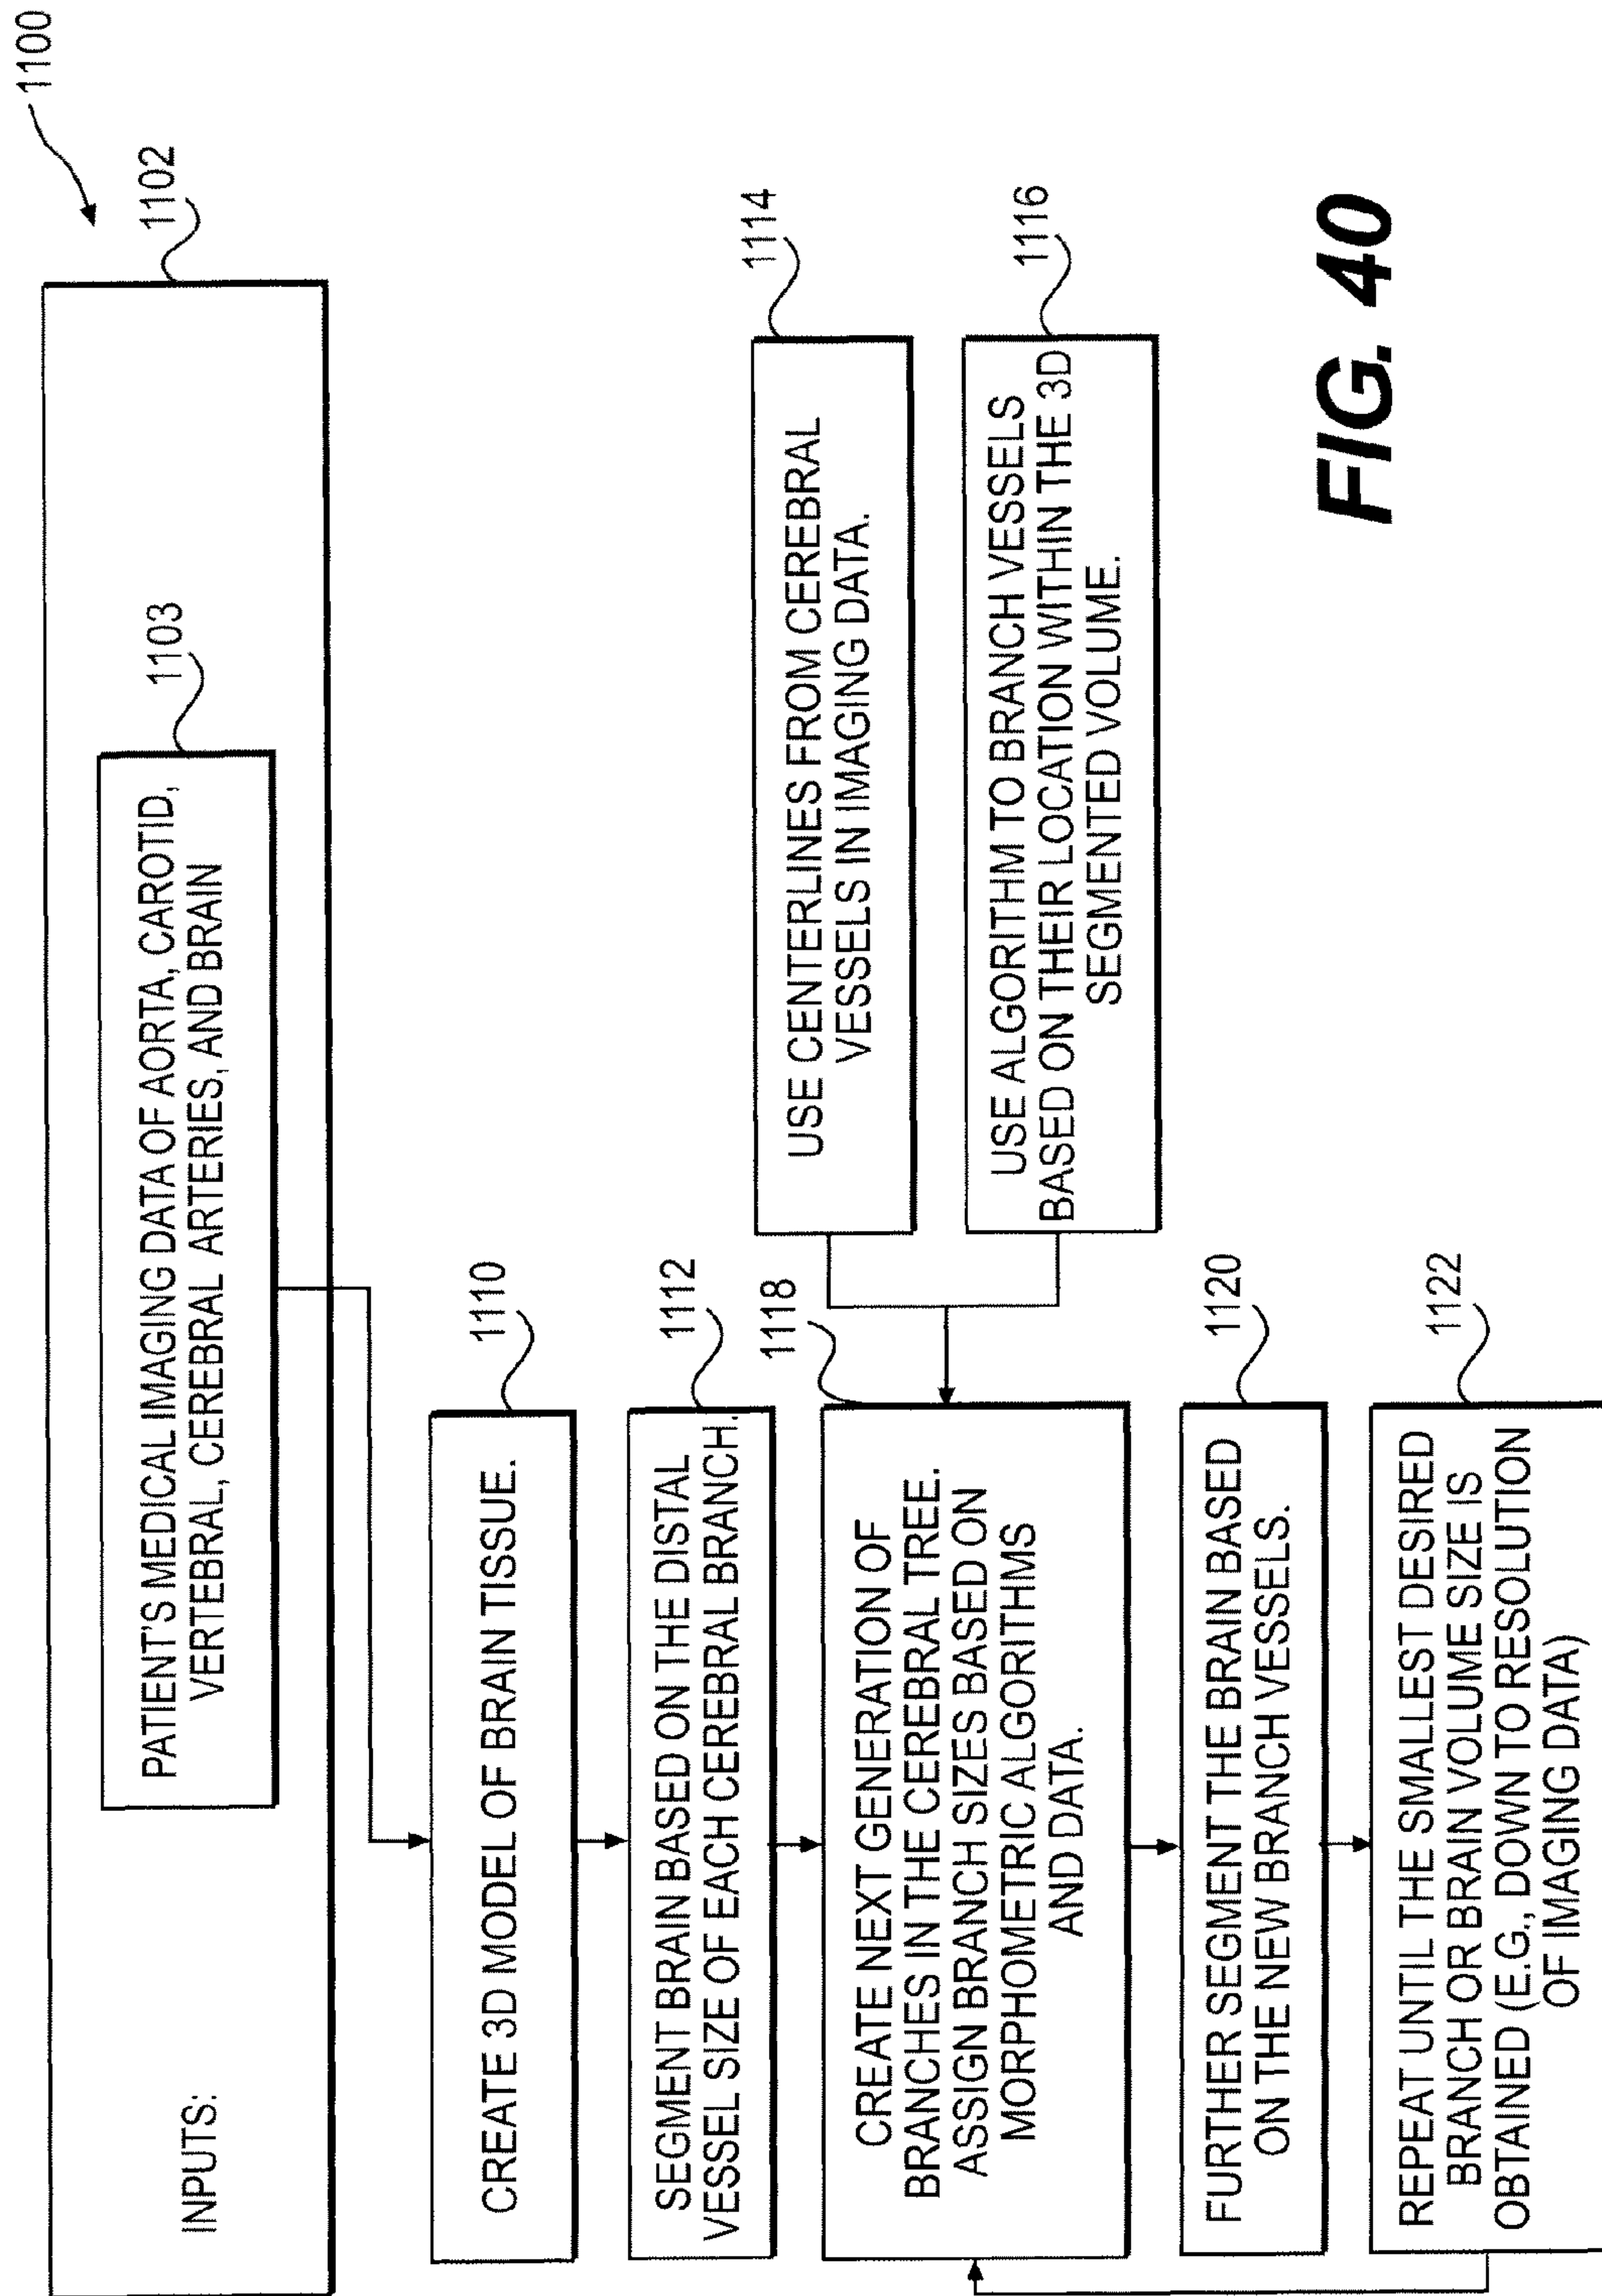 1100
1102
INPUTS:
1103
PATIENT'S MEDICAL IMAGING DATA OF AORTA, CAROTID,
VERTEBRAL, CEREBRAL ARTERIES, AND BRAIN
1110
CREATE 3D MODEL OF BRAIN TISSUE.
1112
SEGMENT BRAIN BASED ON THE DISTAL
VESSEL SIZE OF EACH CEREBRAL BRANCH.
1114
USE CENTERLINES FROM CEREBRAL
VESSELS IN IMAGING DATA.
1116
USE ALGORITHM TO BRANCH VESSELS
BASED ON THEIR LOCATION WITHIN THE 3D
SEGMENTED VOLUME.
1118
CREATE NEXT GENERATION OF
BRANCHES IN THE CEREBRAL TREE.
ASSIGN BRANCH SIZES BASED ON
MORPHOMETRIC ALGORITHMS
AND DATA.
1120
FURTHER SEGMENT THE BRAIN BASED
ON THE NEW BRANCH VESSELS.
1122
REPEAT UNTIL THE SMALLEST DESIRED
BRANCH OR BRAIN VOLUME SIZE IS
OBTAINED (E.G., DOWN TO RESOLUTION
OF IMAGING DATA)
FIG. 40